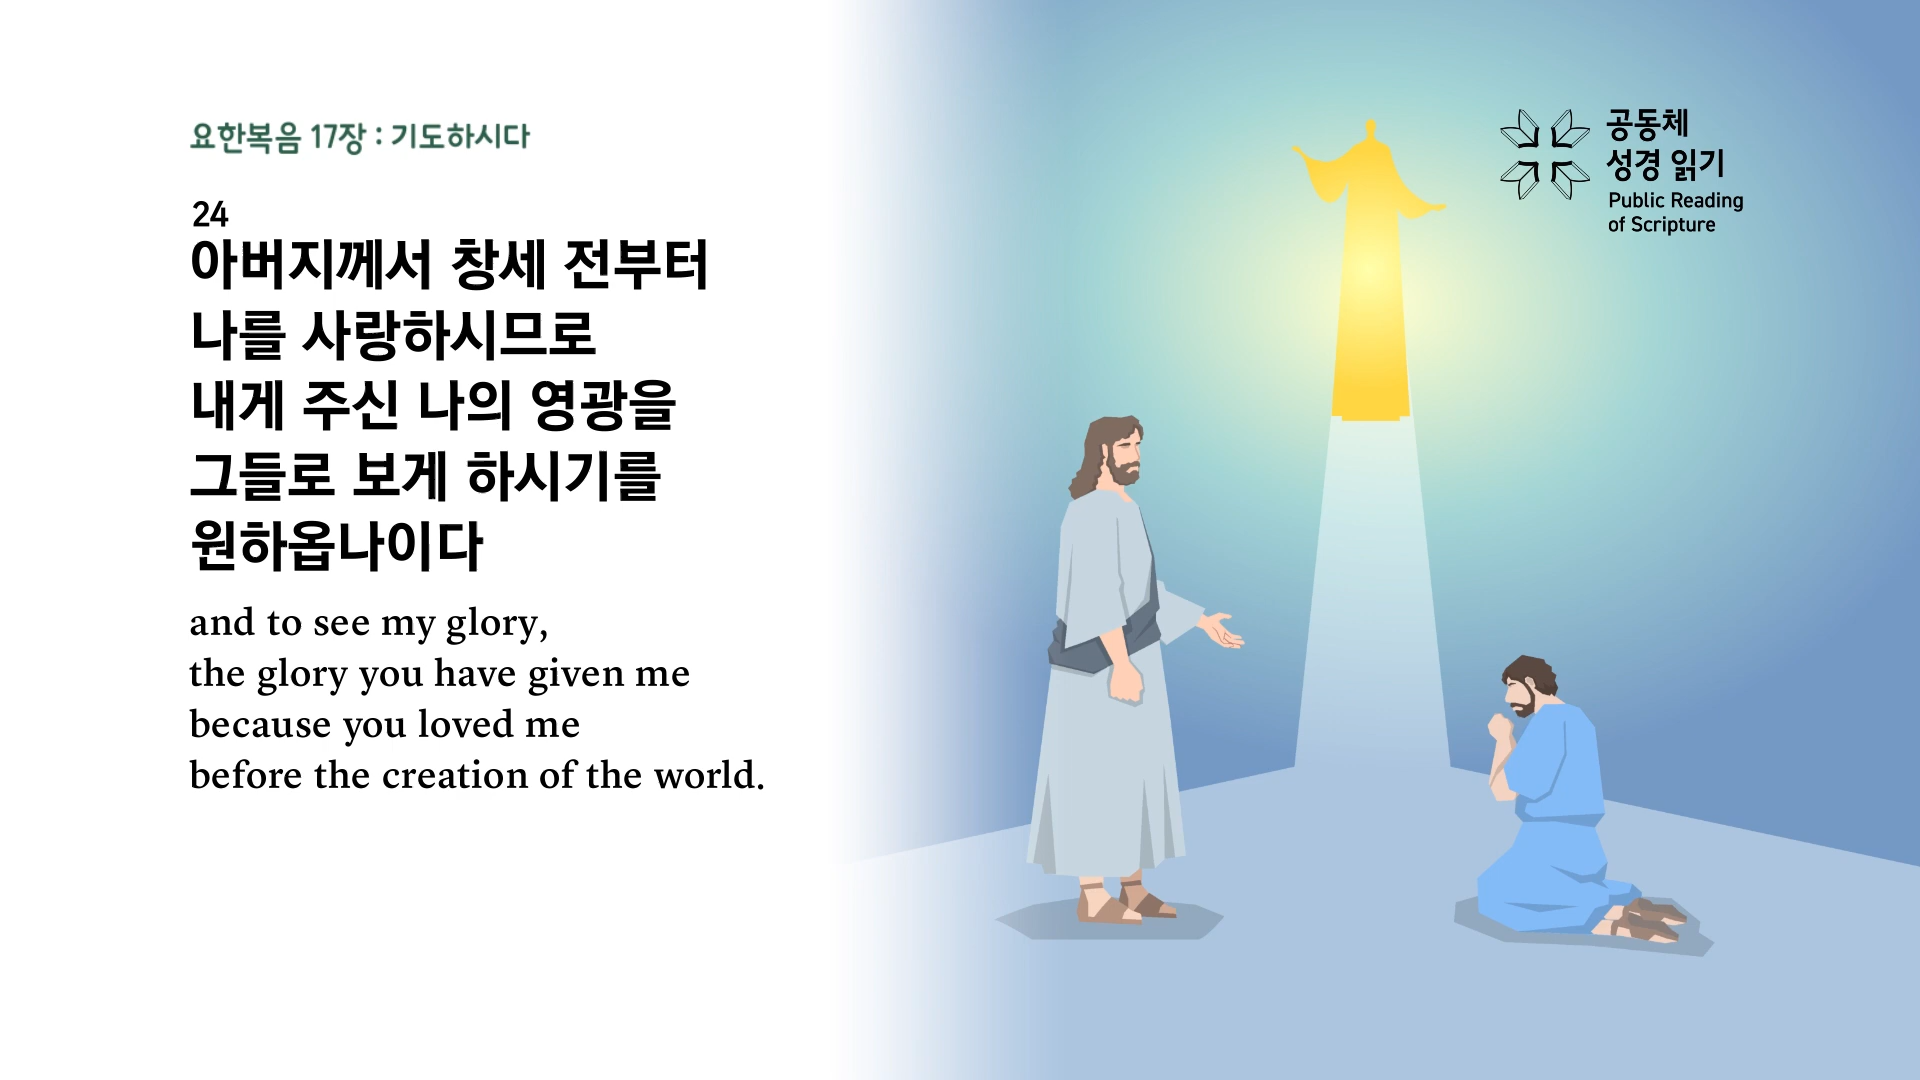 요한복음 17장 : 기도하시다
24
아버지께서 창세 전부터
나를 사랑하시므로
내게 주신 나의 영광을
그들로 보게 하시기를
원하옵나이다
and to see my glory,
the glory you have given me
because you loved me
before the creation of the world.
공동체
성경 읽기
Public Reading
of Scripture